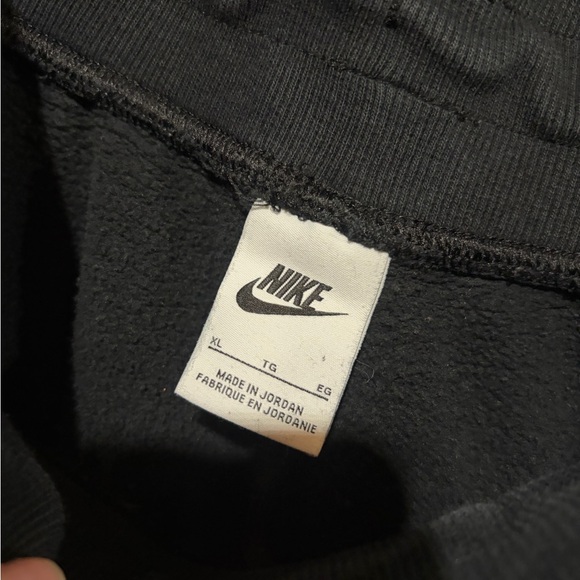 NIKE
XL TG EG
MADE IN JORDAN
FABRIQUE EN JORDANIE